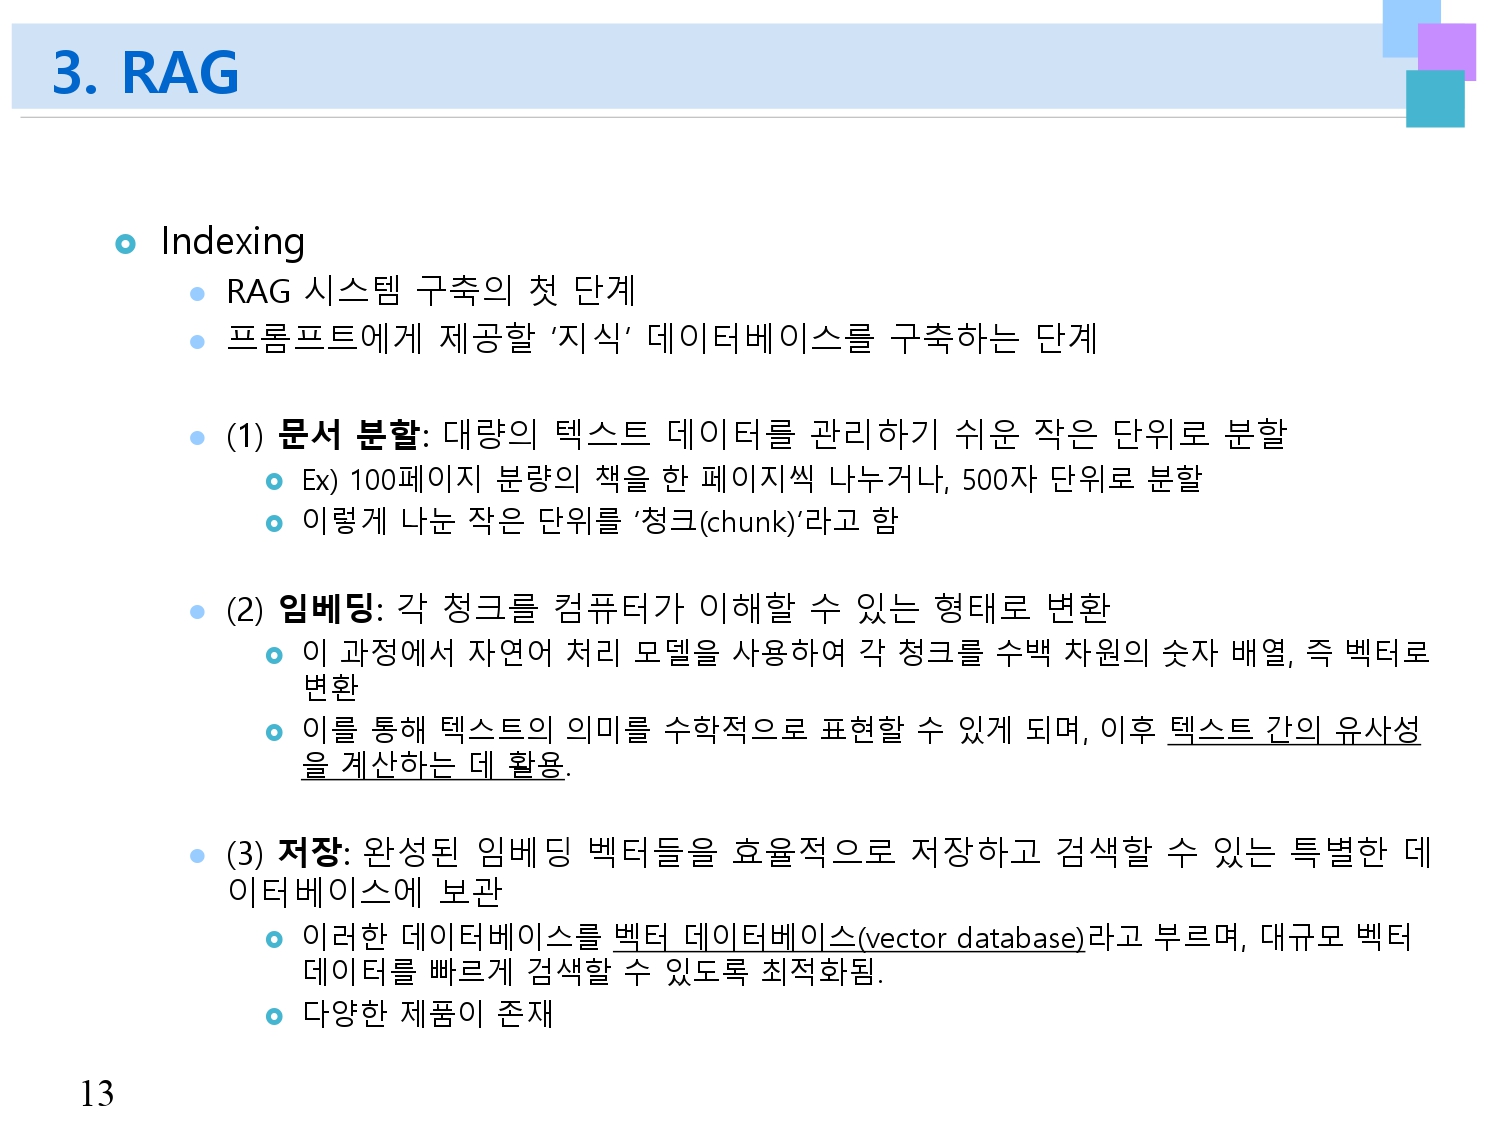 3. RAG
Indexing
RAG 시스템 구축의 첫 단계
프롬프트에게 제공할 ‘지식‘ 데이터베이스를 구축하는 단계
(1) 문서 분할: 대량의 텍스트 데이터를 관리하기 쉬운 작은 단위로 분할
Ex) 100페이지 분량의 책을 한 페이지씩 나누거나, 500자 단위로 분할
이렇게 나눈 작은 단위를 ‘청크(chunk)’라고 함
(2) 임베딩: 각 청크를 컴퓨터가 이해할 수 있는 형태로 변환
이 과정에서 자연어 처리 모델을 사용하여 각 청크를 수백 차원의 숫자 배열, 즉 벡터로
변환
이를 통해 텍스트의 의미를 수학적으로 표현할 수 있게 되며, 이후 텍스트 간의 유사성
을 계산하는 데 활용.
(3) 저장: 완성된 임베딩 벡터들을 효율적으로 저장하고 검색할 수 있는 특별한 데
이터베이스에 보관
이러한 데이터베이스를 벡터 데이터베이스(vector database)라고 부르며, 대규모 벡터
데이터를 빠르게 검색할 수 있도록 최적화됨.
다양한 제품이 존재
13